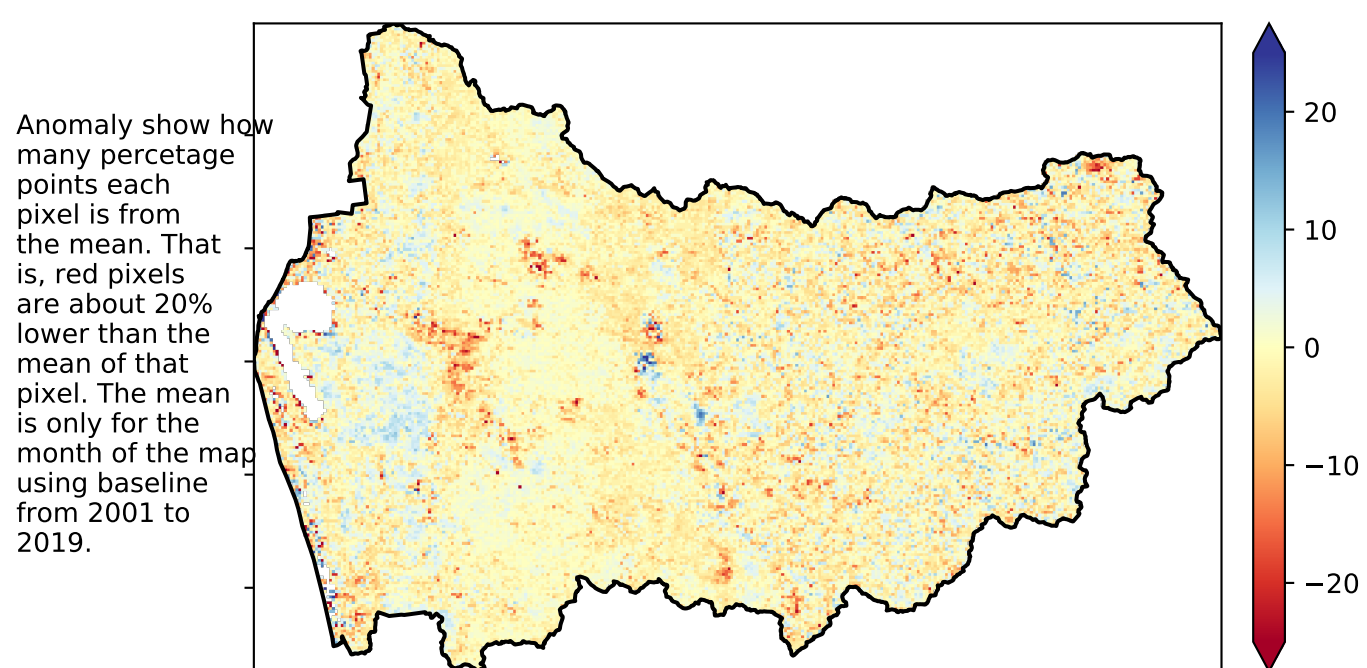 Anomaly show how
many percetage
points each
pixel is from
the mean. That
is, red pixels
are about 20%
lower than the
mean of that
pixel. The mean
is only for the
month of the map
using baseline
from 2001 to
2019.
20
10
0
−10
−20